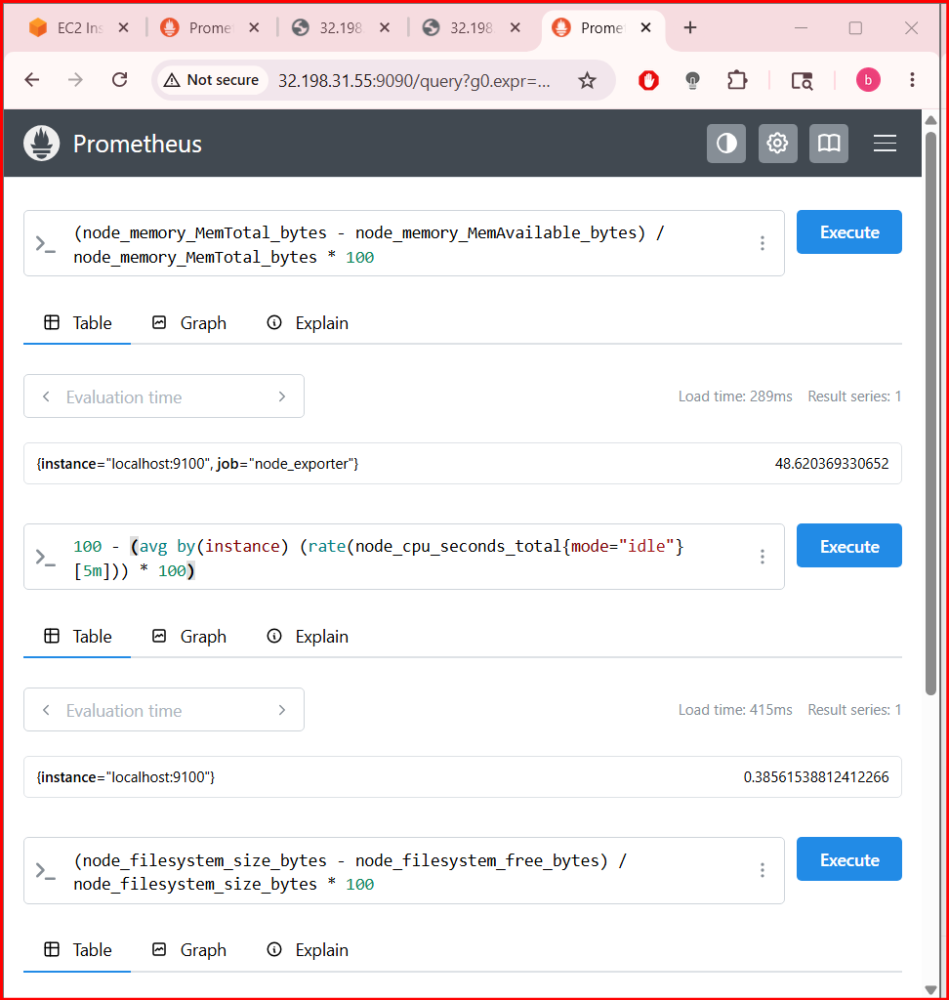 EC2 Ins
Prome
32.198
32.198
Prome
Not secure
32.198.31.55:9090/query?g0.expr=...
b
Prometheus
(node_memory_MemTotal_bytes - node_memory_MemAvailable_bytes) /
node_memory_MemTotal_bytes * 100
Execute
Table
Graph
Explain
Evaluation time
Load time: 289ms
Result series: 1
{instance="localhost:9100", job="node_exporter"}
48.620369330652
100 - (avg by(instance) (rate(node_cpu_seconds_total{mode="idle"}
[5m])) * 100)
Execute
Table
Graph
Explain
Evaluation time
Load time: 415ms
Result series: 1
{instance="localhost:9100"}
0.38561538812412266
(node_filesystem_size_bytes - node_filesystem_free_bytes) /
node_filesystem_size_bytes * 100
Execute
Table
Graph
Explain